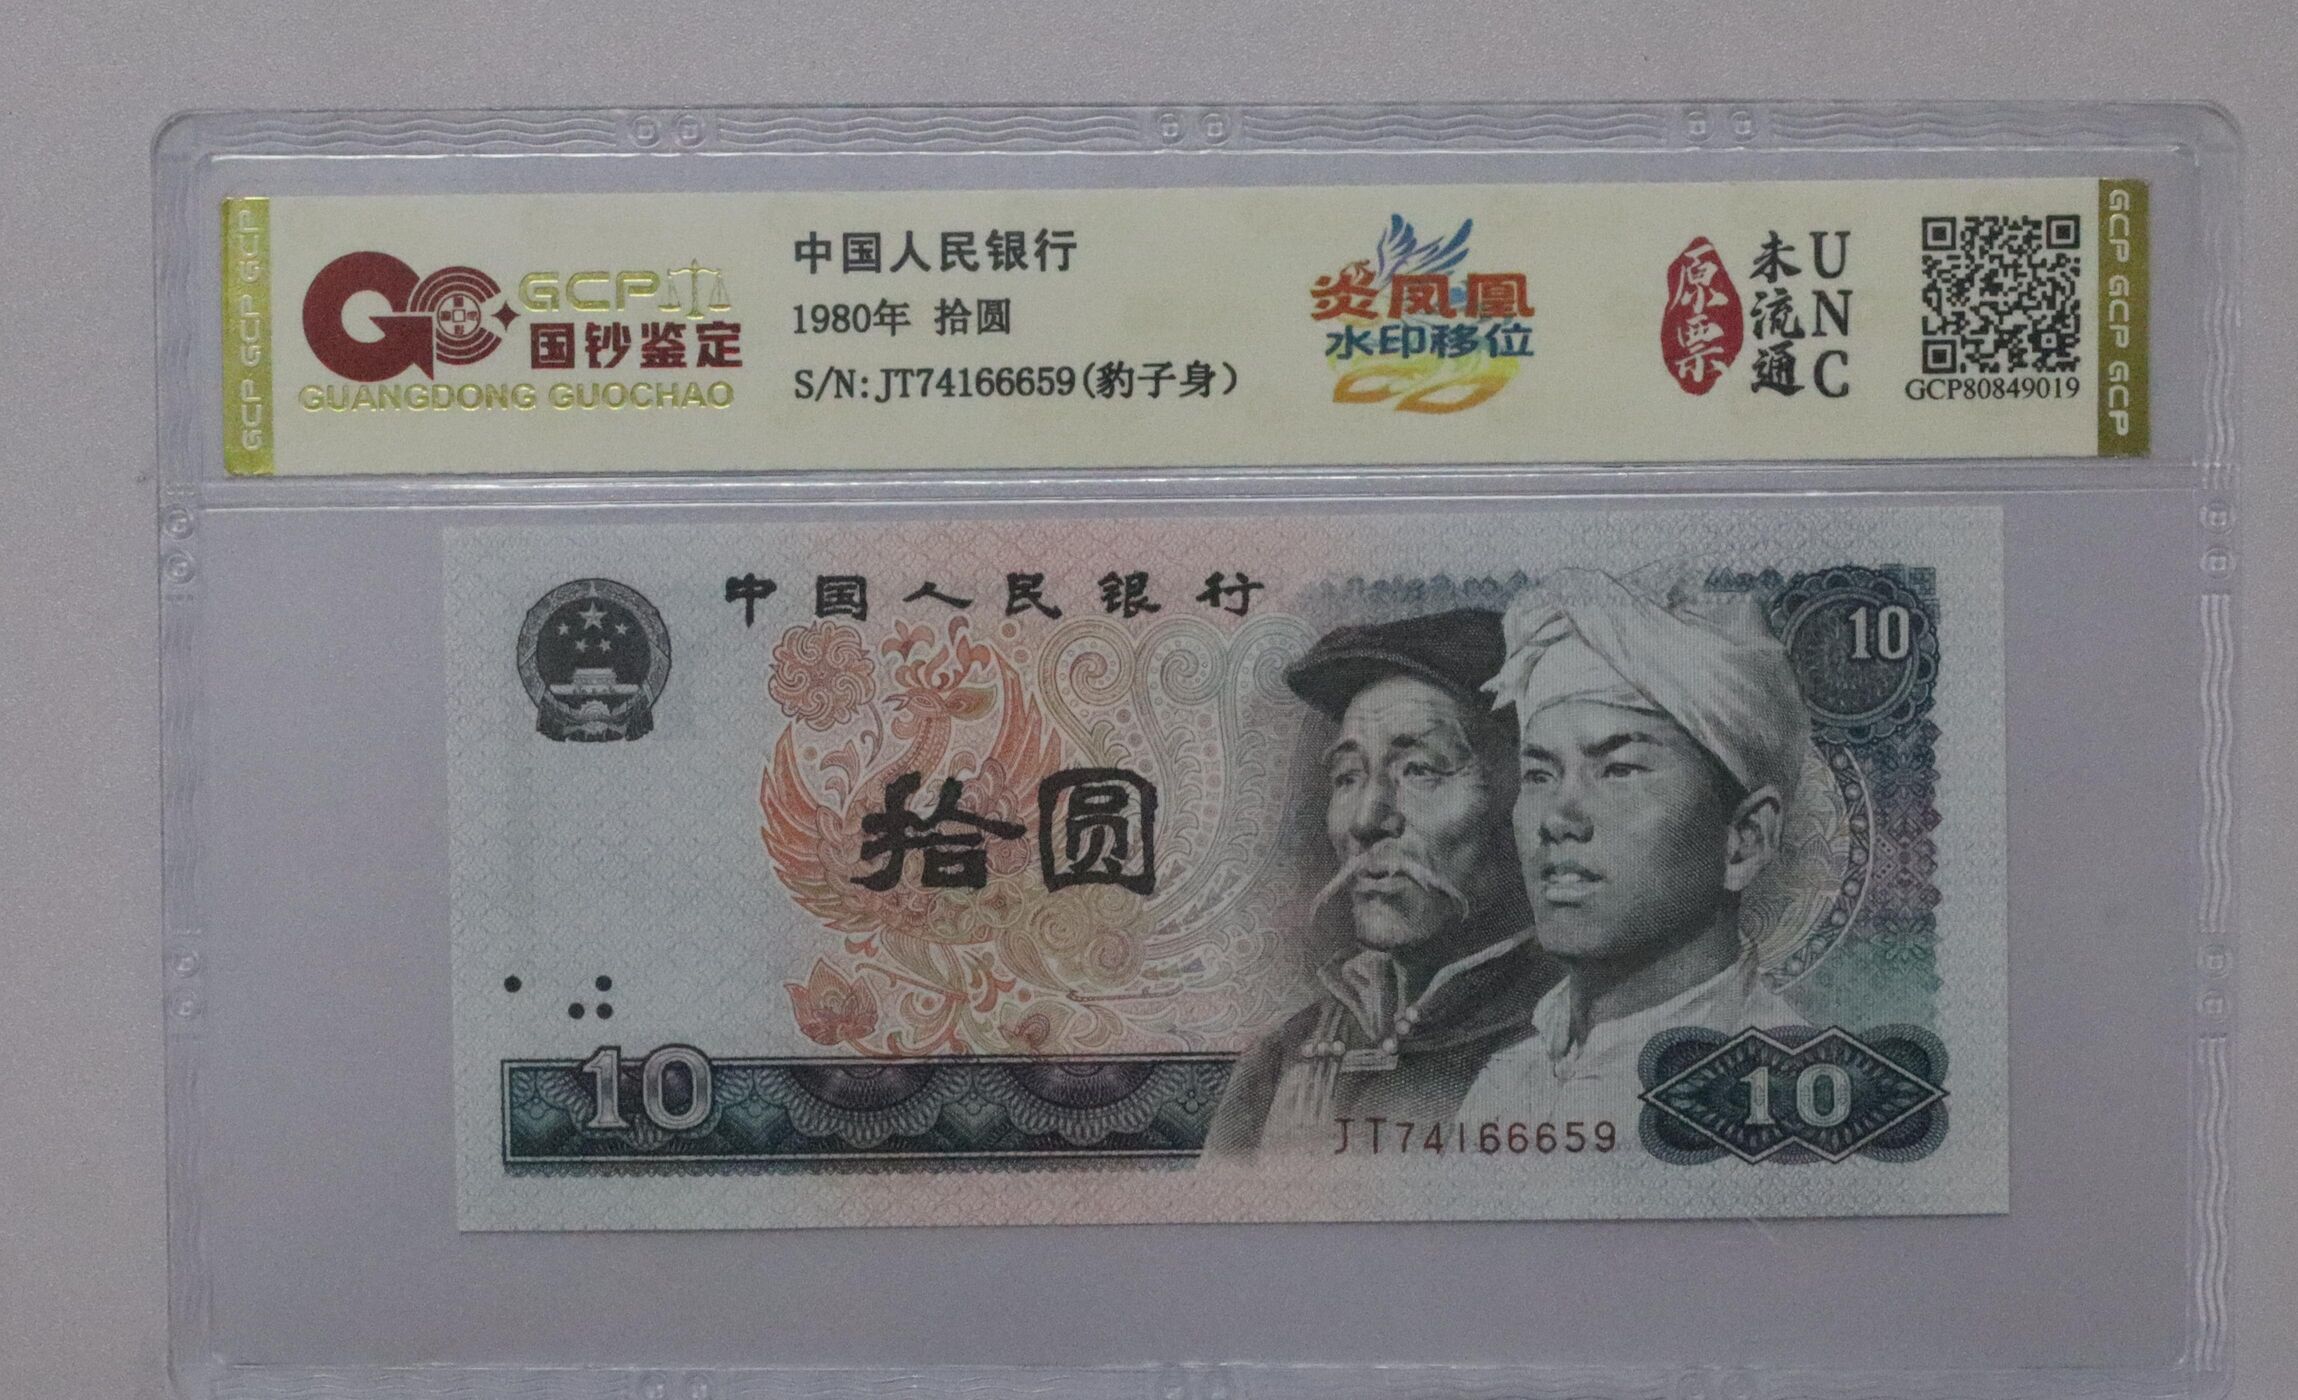 GCP GCP GCP
GCP
国钞鉴定
GUANGDONG GUOCHAO
中国人民银行
1980年 拾圆
S/N:JT74166659(豹子身)
炎凤凰
水印移位
原票
未流通
UNC
GCP80849019
GCP GCP GCP
中国人民银行
10
拾圆
10
JT74166659
10